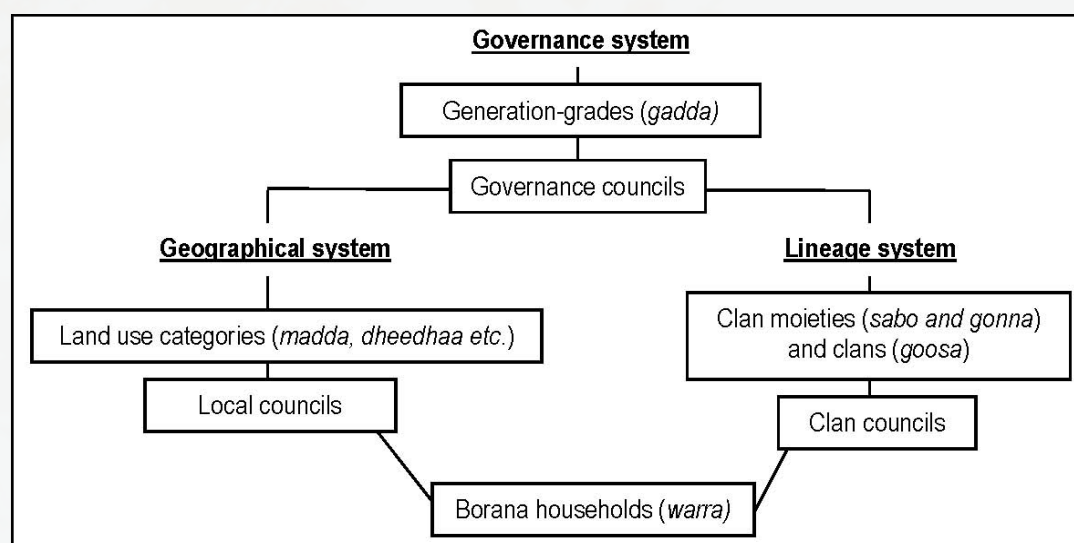 Governance system
Generation-grades (gadda)
Governance councils
Geographical system
Lineage system
Land use categories (madda, dheedhaa etc.)
Clan moieties (sabo and gonna)
and clans (goosa)
Local councils
Clan councils
Borana households (warra)